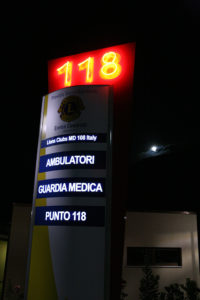 118
Lions Clubs MD 108 Italy
AMBULATORI
GUARDIA MEDICA
PUNTO 118